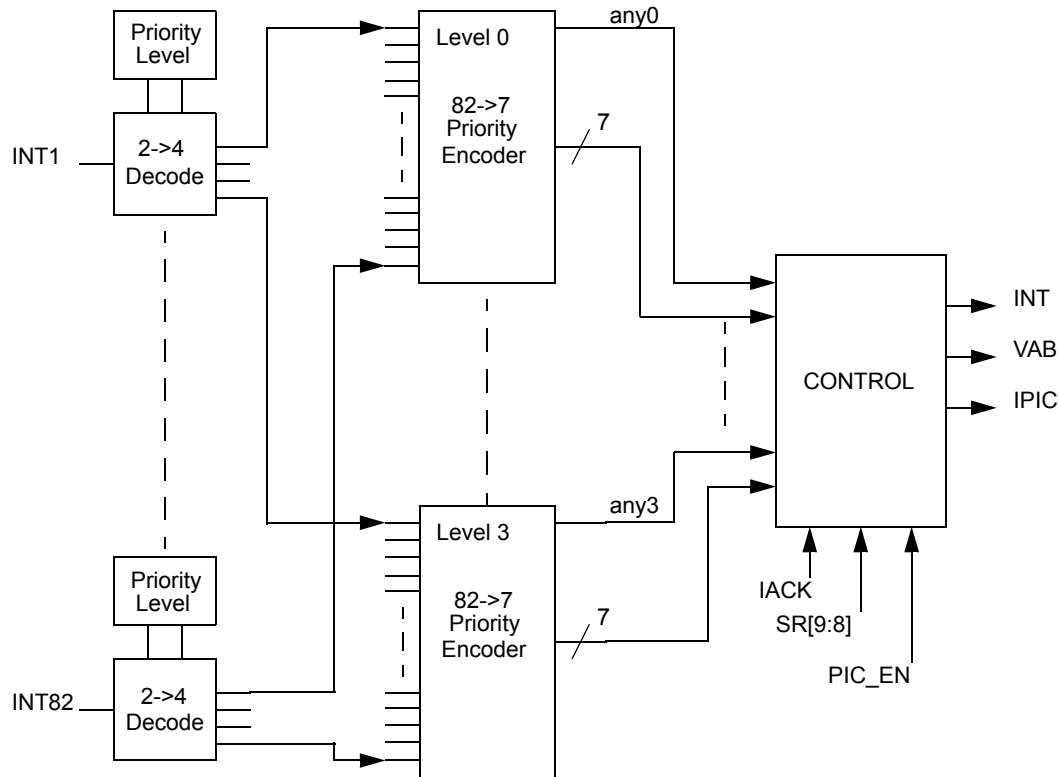 Priority
Level
2->4
Decode
INT1
Level 0
82->7
Priority
Encoder
any0
7
CONTROL
INT
VAB
IPIC
IACK
SR[9:8]
PIC_EN
Priority
Level
2->4
Decode
INT82
Level 3
82->7
Priority
Encoder
any3
7